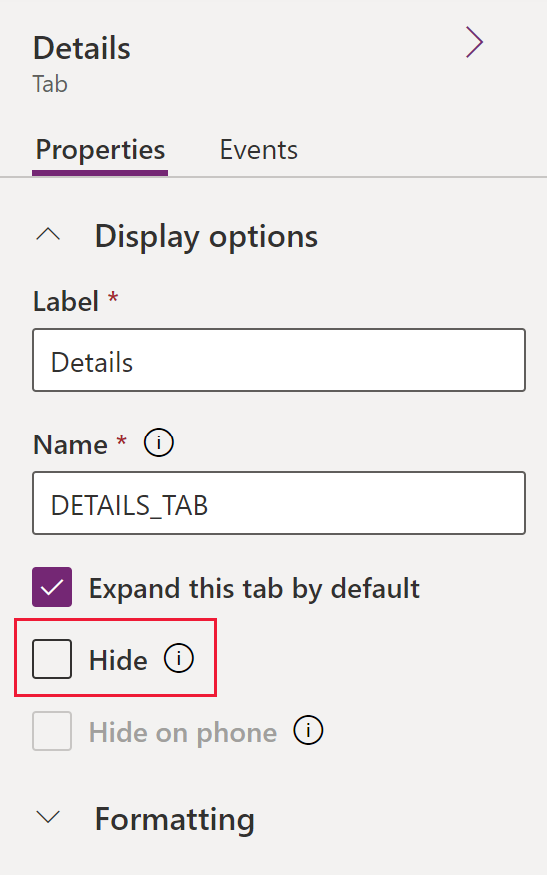 Details
Tab
Properties Events
Display options
Label *
Details
Name * i
DETAILS_TAB
Expand this tab by default
Hide i
Hide on phone i
Formatting